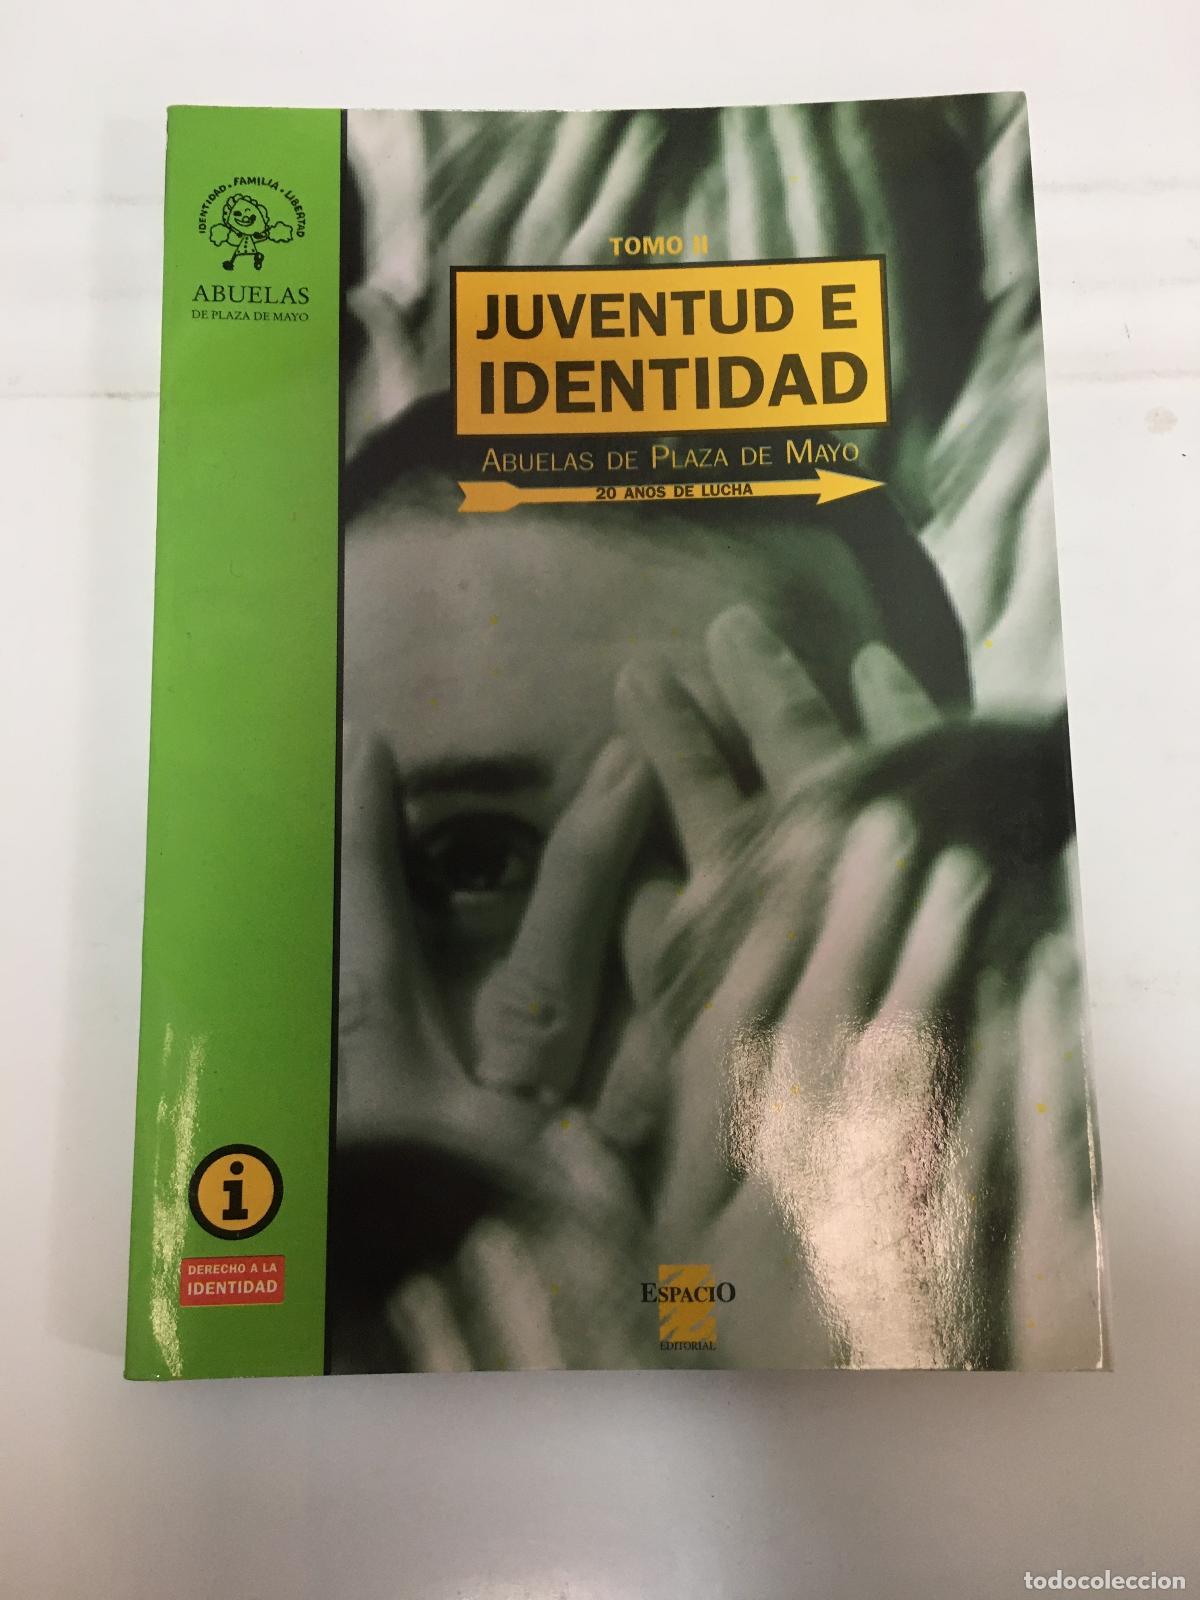 IDENTIDAD • FAMILIA • LIBERTAD
ABUELAS
DE PLAZA DE MAYO
TOMO II
JUVENTUD E
IDENTIDAD
ABUELAS DE PLAZA DE MAYO
20 AÑOS DE LUCHA
i
DERECHO A LA
IDENTIDAD
ESPACIO
EDITORIAL
todocoleccion